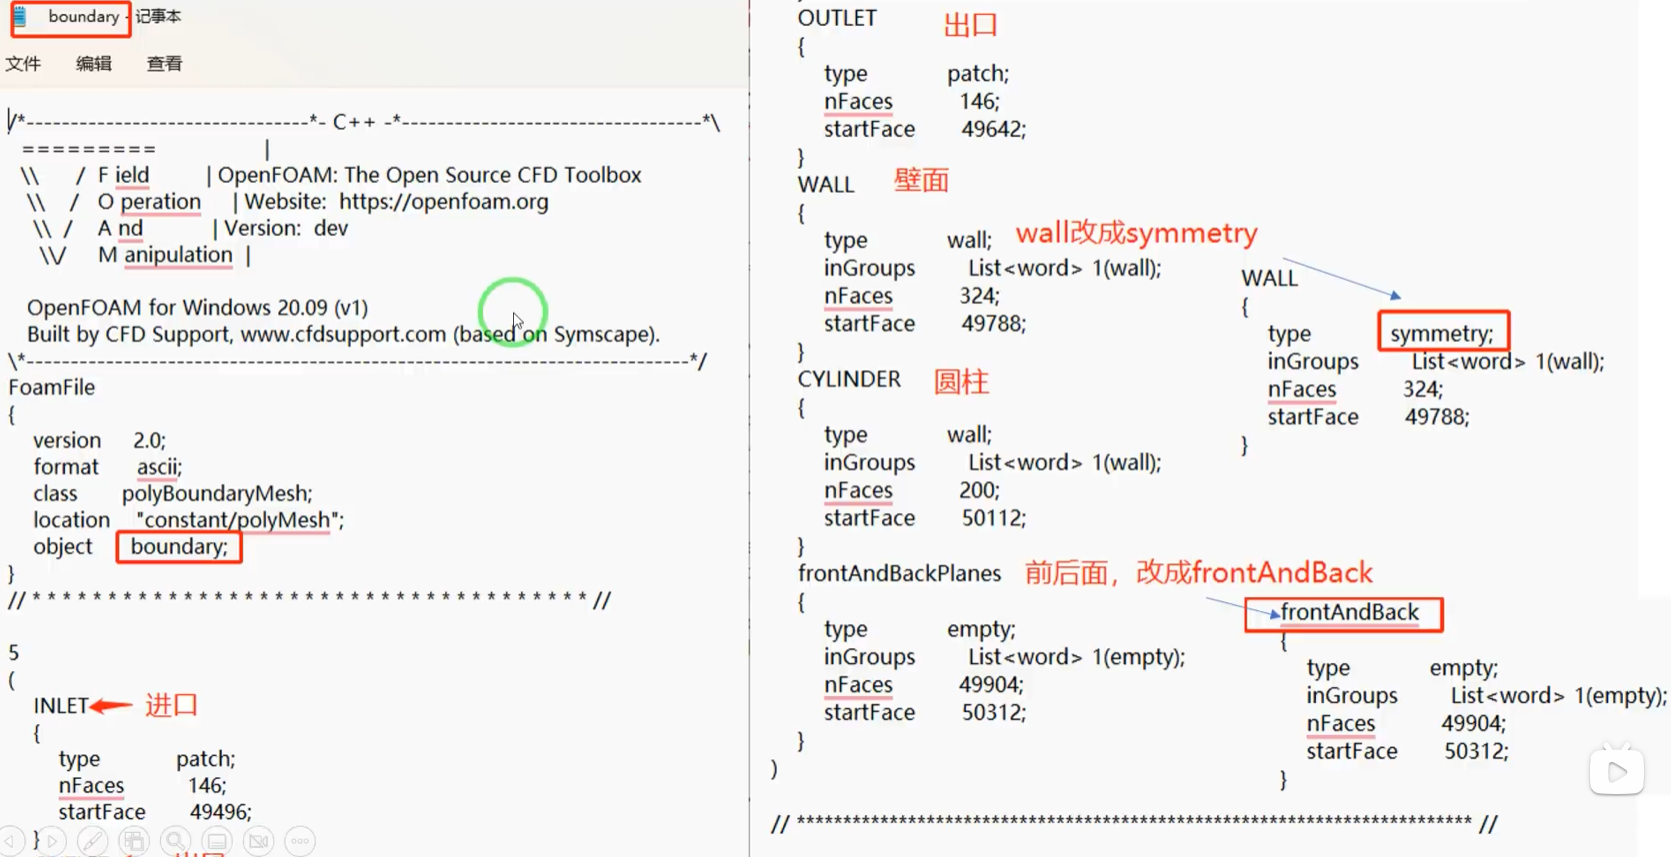 boundary - 记事本
文件 编辑 查看
/*--------------------------------*- C++ -*----------------------------------*\
========= |
\\ / F ield | OpenFOAM: The Open Source CFD Toolbox
\\ / O peration | Website: https://openfoam.org
\\ / A nd | Version: dev
\\/ M anipulation |
OpenFOAM for Windows 20.09 (v1)
Built by CFD Support, www.cfdsupport.com (based on Symscape).
\*---------------------------------------------------------------------------*/
FoamFile
{
version 2.0;
format ascii;
class polyBoundaryMesh;
location "constant/polyMesh";
object boundary;
}
// * * * * * * * * * * * * * * * * * * * * * * * * * * * * * * * * * * * * * //
5
(
INLET 进口
{
type patch;
nFaces 146;
startFace 49496;
}
OUTLET 出口
{
type patch;
nFaces 146;
startFace 49642;
}
WALL 壁面
{
type wall; wall改成symmetry
inGroups List<word> 1(wall);
nFaces 324;
startFace 49788;
}
WALL
{
type symmetry;
inGroups List<word> 1(wall);
nFaces 324;
startFace 49788;
}
CYLINDER 圆柱
{
type wall;
inGroups List<word> 1(wall);
nFaces 200;
startFace 50112;
}
frontAndBackPlanes 前后面，改成frontAndBack
{
type empty;
inGroups List<word> 1(empty);
nFaces 49904;
startFace 50312;
}
)
frontAndBack
{
type empty;
inGroups List<word> 1(empty);
nFaces 49904;
startFace 50312;
}
// ************************************************************************* //